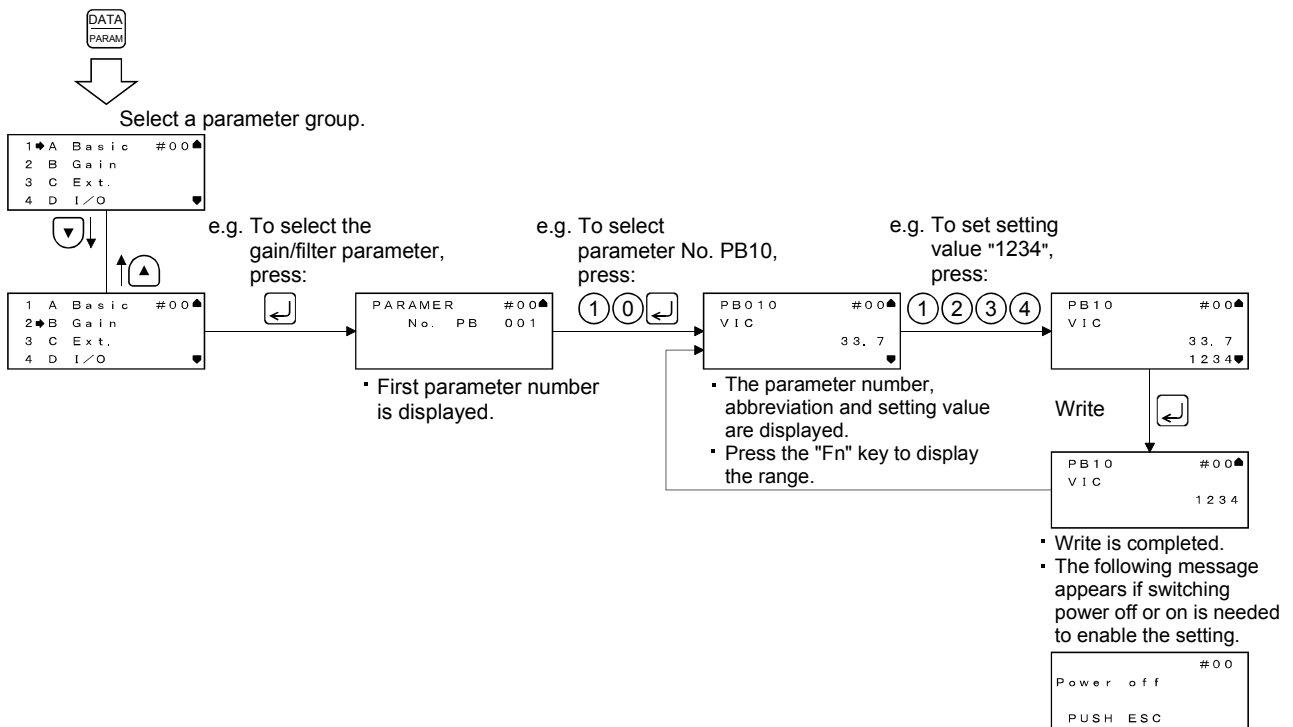 DATA
PARAM
Select a parameter group.
1 A Basic #00
2 B Gain
3 C Ext.
4 D I/O
▼
▲
1 A Basic #00
2 B Gain
3 C Ext.
4 D I/O
e.g. To select the
gain/filter parameter,
press:
PARAMER #00
No. PB 001
▪ First parameter number
is displayed.
e.g. To select
parameter No. PB10,
press:
1 0
PB010 #00
VIC
33. 7
▪ The parameter number,
abbreviation and setting value
are displayed.
▪ Press the "Fn" key to display
the range.
e.g. To set setting
value "1234",
press:
1 2 3 4
PB10 #00
VIC
33. 7
1234
Write
PB10 #00
VIC
1234
▪ Write is completed.
▪ The following message
appears if switching
power off or on is needed
to enable the setting.
#00
Power off
PUSH ESC